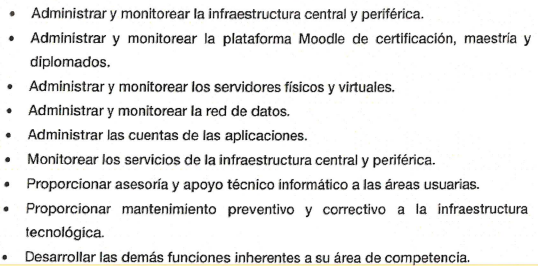 • Administrar y monitorear la infraestructura central y periférica.
• Administrar y monitorear la plataforma Moodle de certificación, maestría y
diplomados.
• Administrar y monitorear los servidores físicos y virtuales.
• Administrar y monitorear la red de datos.
• Administrar las cuentas de las aplicaciones.
• Monitorear los servicios de la infraestructura central y periférica.
• Proporcionar asesoría y apoyo técnico informático a las áreas usuarias.
• Proporcionar mantenimiento preventivo y correctivo a la infraestructura
tecnológica.
• Desarrollar las demás funciones inherentes a su área de competencia.